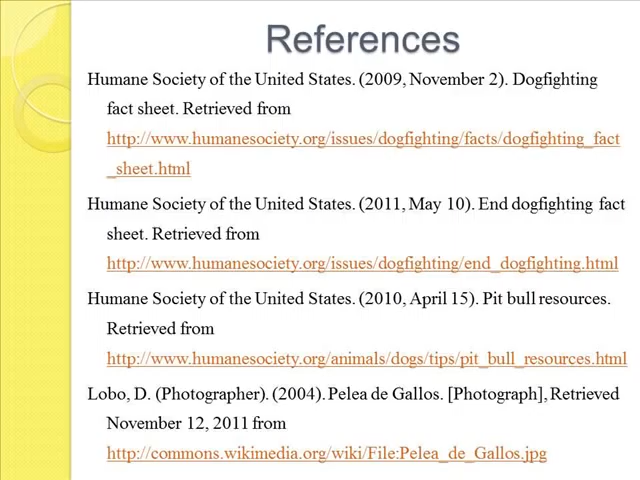 References
Humane Society of the United States. (2009, November 2). Dogfighting
fact sheet. Retrieved from
http://www.humanesociety.org/issues/dogfighting/facts/dogfighting_fact
_sheet.html
Humane Society of the United States. (2011, May 10). End dogfighting fact
sheet. Retrieved from
http://www.humanesociety.org/issues/dogfighting/end_dogfighting.html
Humane Society of the United States. (2010, April 15). Pit bull resources.
Retrieved from
http://www.humanesociety.org/animals/dogs/tips/pit_bull_resources.html
Lobo, D. (Photographer). (2004). Pelea de Gallos. [Photograph], Retrieved
November 12, 2011 from
http://commons.wikimedia.org/wiki/File:Pelea_de_Gallos.jpg